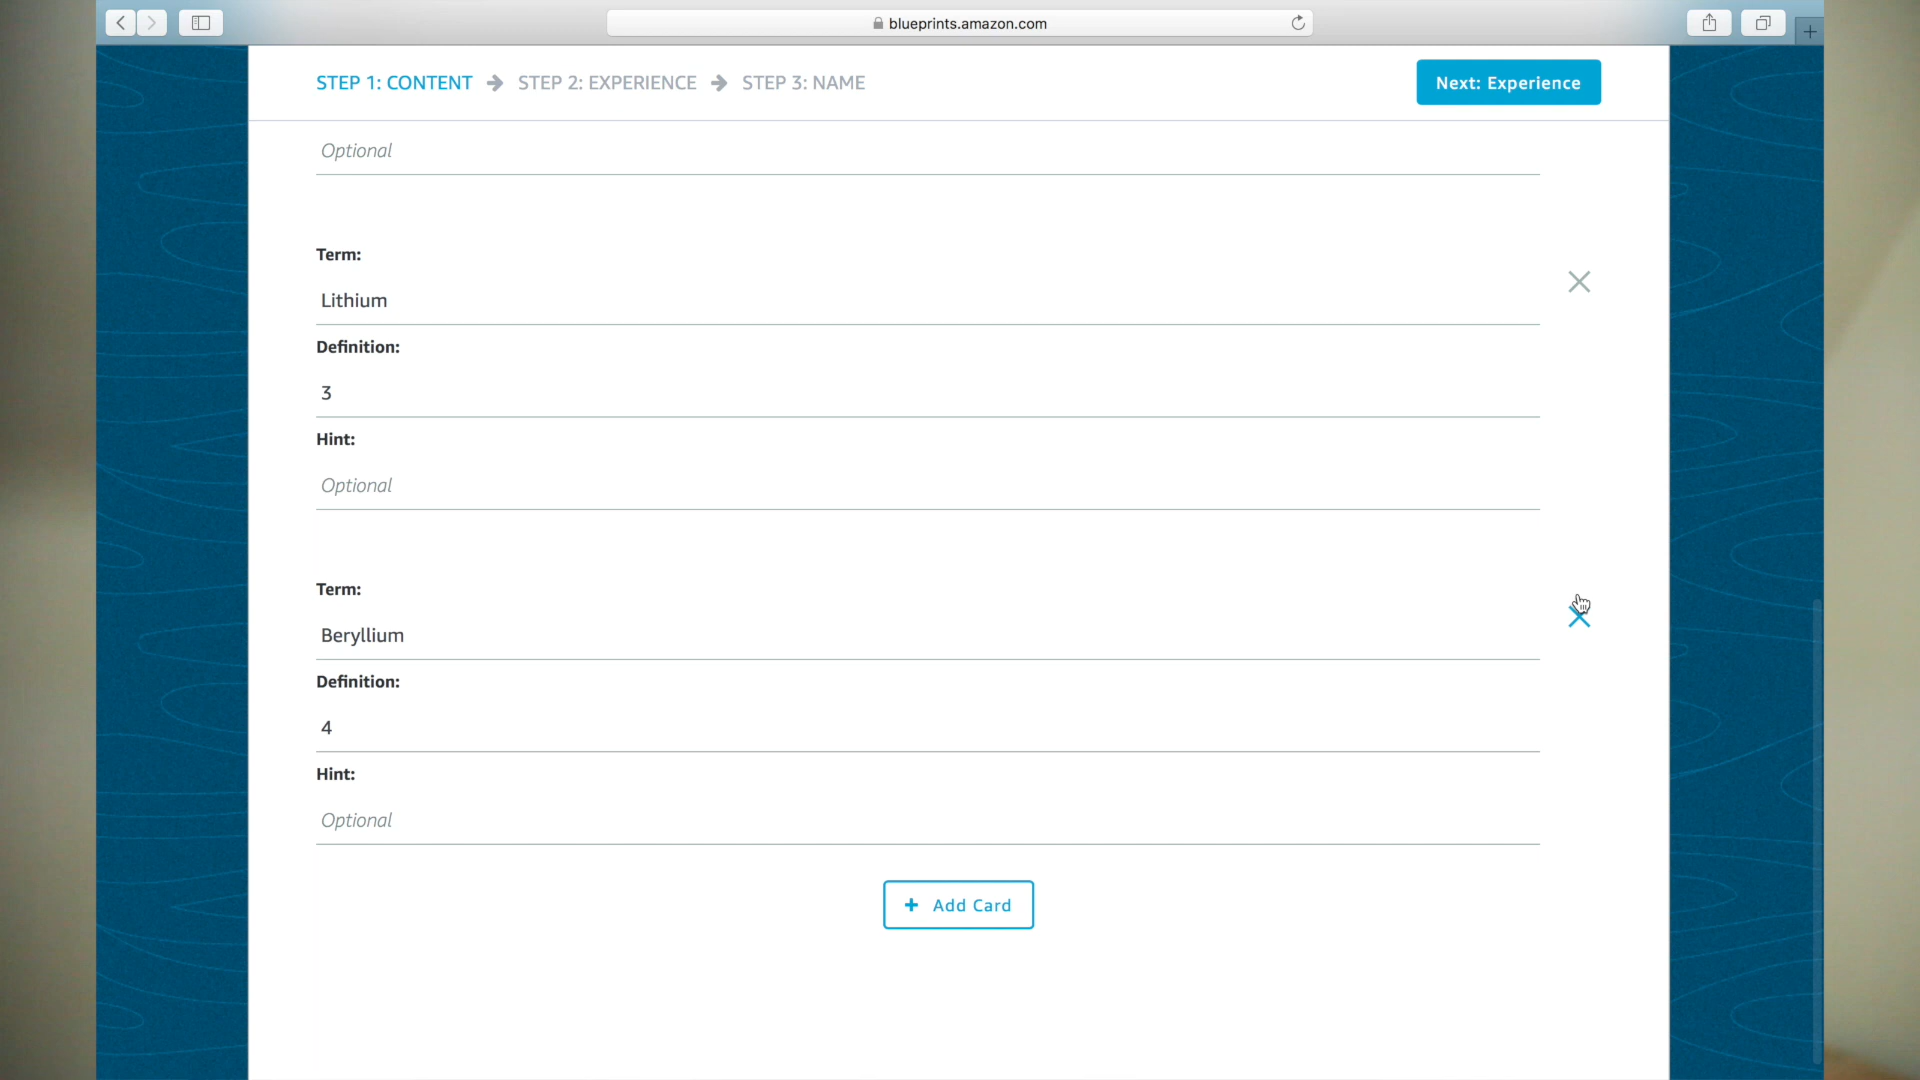 blueprints.amazon.com
STEP 1: CONTENT STEP 2: EXPERIENCE STEP 3: NAME Next: Experience
Optional
Term:
Lithium
Definition:
3
Hint:
Optional
Term:
Beryllium
Definition:
4
Hint:
Optional
+ Add Card